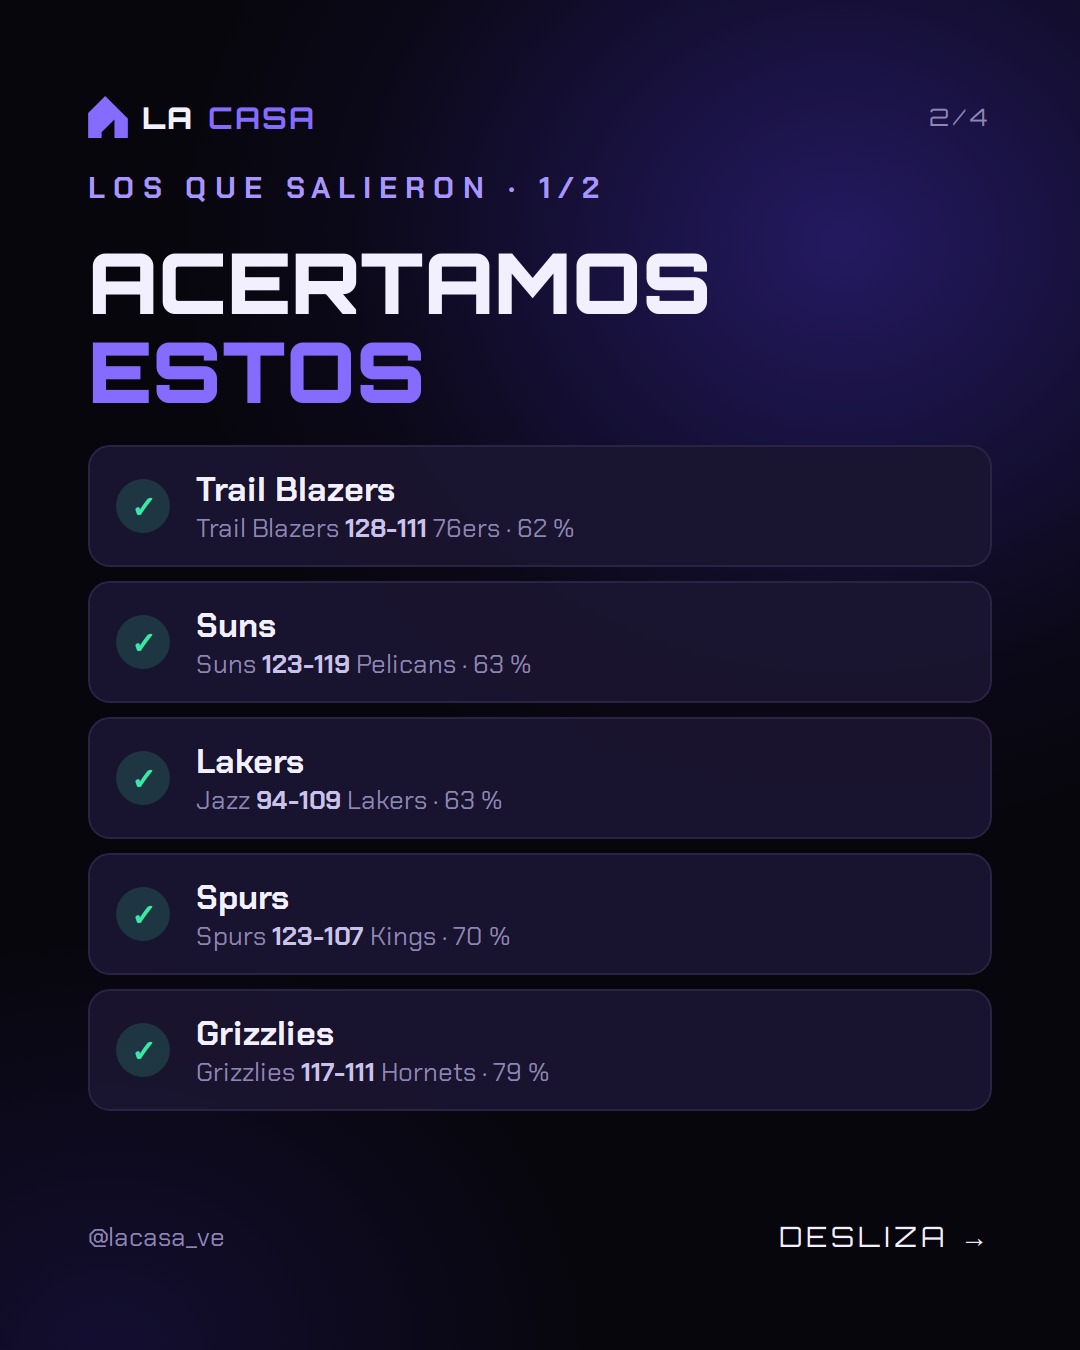 LA CASA
2/4
LOS QUE SALIERON · 1/2
ACERTAMOS
ESTOS
✓
Trail Blazers
Trail Blazers 128–111 76ers · 62 %
✓
Suns
Suns 123–119 Pelicans · 63 %
✓
Lakers
Jazz 94–109 Lakers · 63 %
✓
Spurs
Spurs 123–107 Kings · 70 %
✓
Grizzlies
Grizzlies 117–111 Hornets · 79 %
@lacasa_ve
DESLIZA →